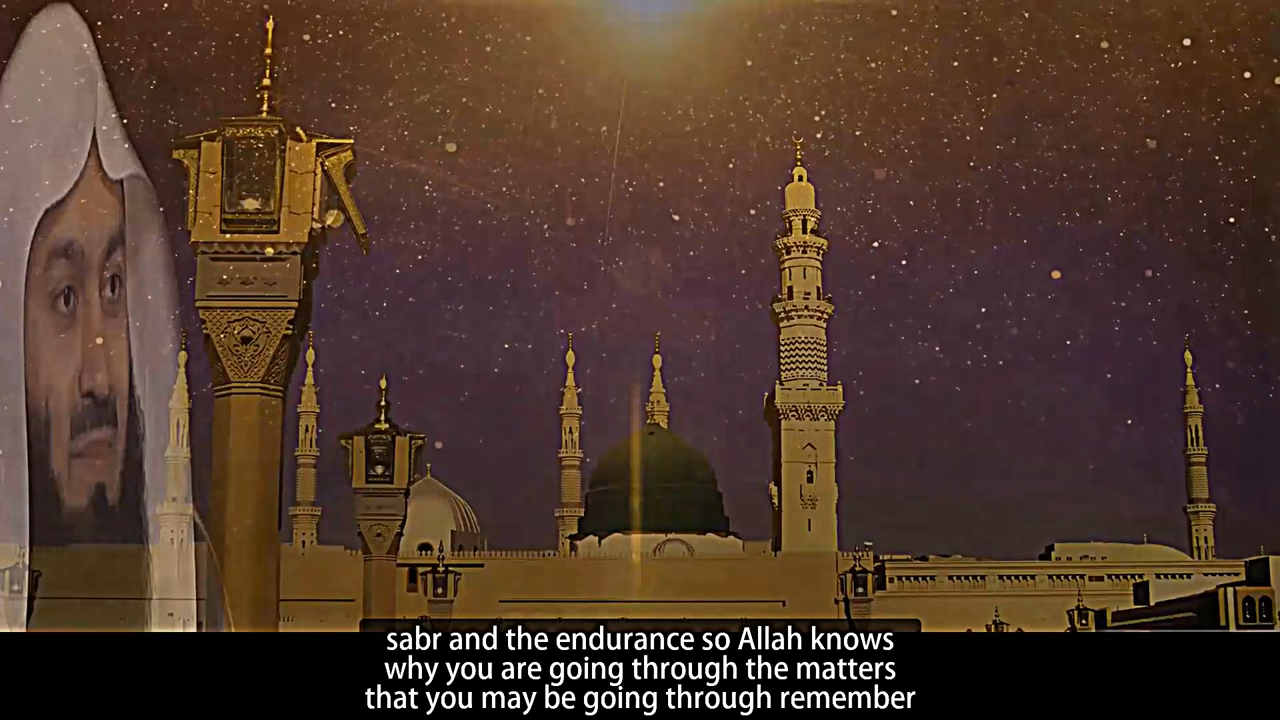 sabr and the endurance so Allah knows
why you are going through the matters
that you may be going through remember